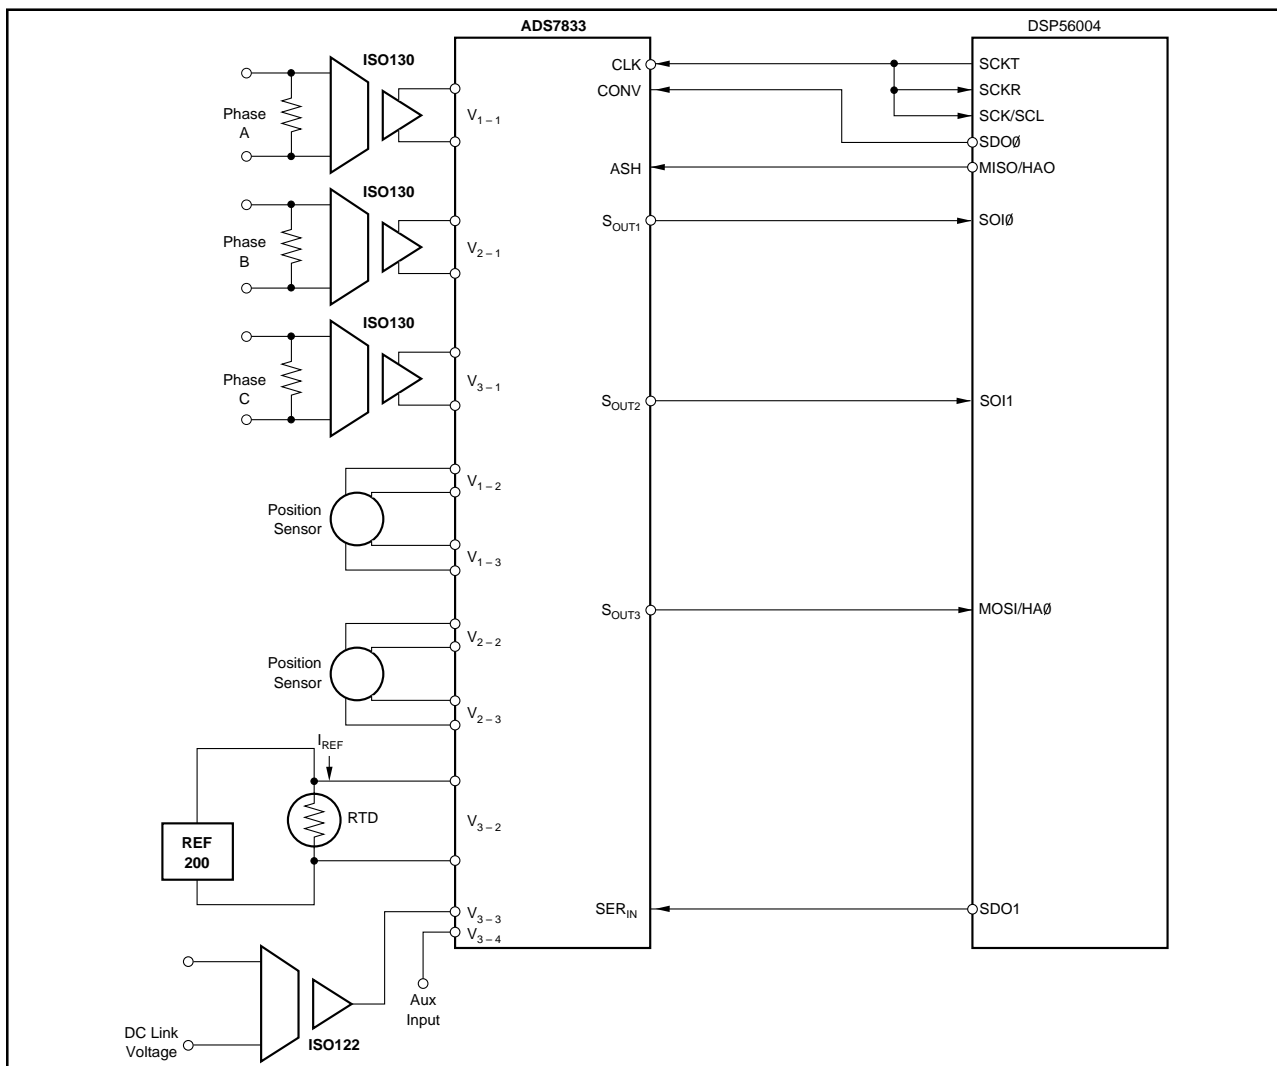 ADS7833
DSP56004
ISO130
Phase
A
V1 – 1
ISO130
Phase
B
V2 – 1
ISO130
Phase
C
V3 – 1
Position
Sensor
V1 – 2
V1 – 3
Position
Sensor
V2 – 2
V2 – 3
IREF
RTD
REF
200
V3 – 2
V3 – 3
V3 – 4
Aux
Input
DC Link
Voltage
ISO122
CLK
CONV
ASH
SOUT1
SOUT2
SOUT3
SERIN
SCKT
SCKR
SCK/SCL
SDOØ
MISO/HAO
SOIØ
SOI1
MOSI/HAØ
SDO1